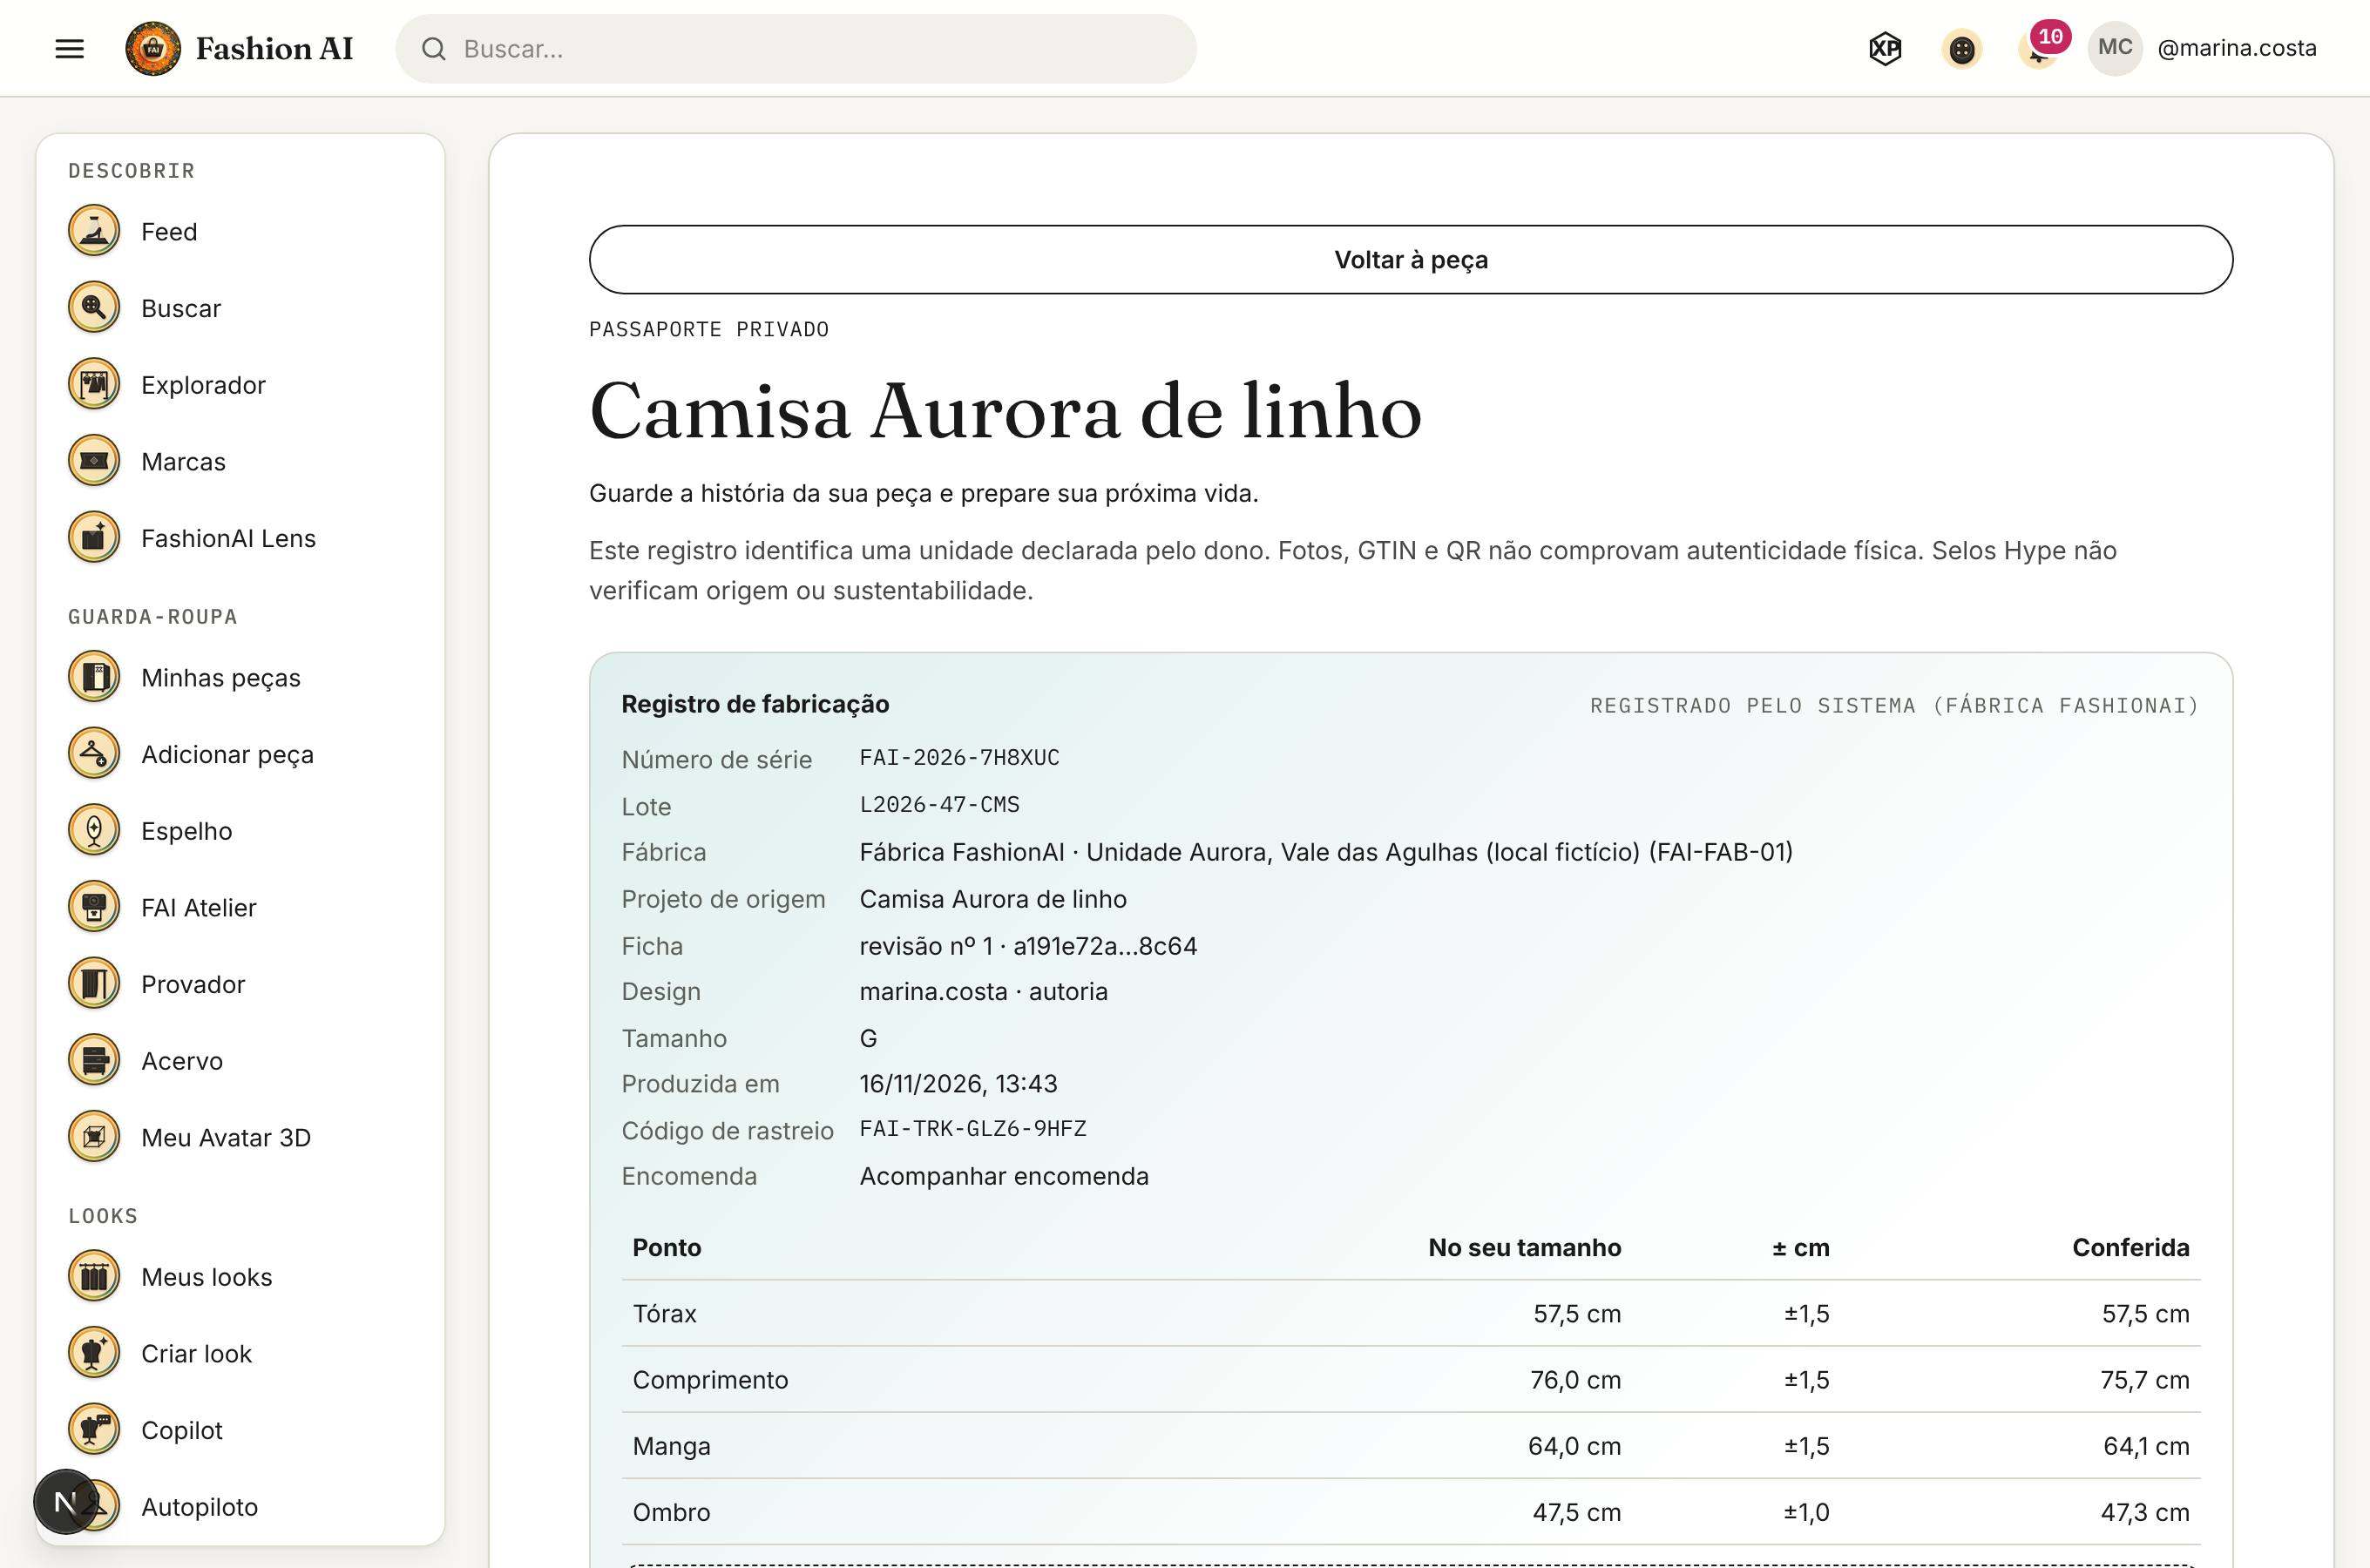 FAI
Fashion AI
Buscar...
XP
10
MC
@marina.costa
DESCOBRIR
Feed
Buscar
Explorador
Marcas
FashionAI Lens
GUARDA-ROUPA
Minhas peças
Adicionar peça
Espelho
FAI Atelier
Provador
Acervo
Meu Avatar 3D
LOOKS
Meus looks
Criar look
Copilot
Autopiloto
N
Voltar à peça
PASSAPORTE PRIVADO
Camisa Aurora de linho
Guarde a história da sua peça e prepare sua próxima vida.
Este registro identifica uma unidade declarada pelo dono. Fotos, GTIN e QR não comprovam autenticidade física. Selos Hype não
verificam origem ou sustentabilidade.
Registro de fabricação REGISTRADO PELO SISTEMA (FÁBRICA FASHIONAI)
Número de série FAI-2026-7H8XUC
Lote L2026-47-CMS
Fábrica Fábrica FashionAI · Unidade Aurora, Vale das Agulhas (local fictício) (FAI-FAB-01)
Projeto de origem Camisa Aurora de linho
Ficha revisão nº 1 · a191e72a…8c64
Design marina.costa · autoria
Tamanho G
Produzida em 16/11/2026, 13:43
Código de rastreio FAI-TRK-GLZ6-9HFZ
Encomenda Acompanhar encomenda
Ponto No seu tamanho ± cm Conferida
Tórax 57,5 cm ±1,5 57,5 cm
Comprimento 76,0 cm ±1,5 75,7 cm
Manga 64,0 cm ±1,5 64,1 cm
Ombro 47,5 cm ±1,0 47,3 cm